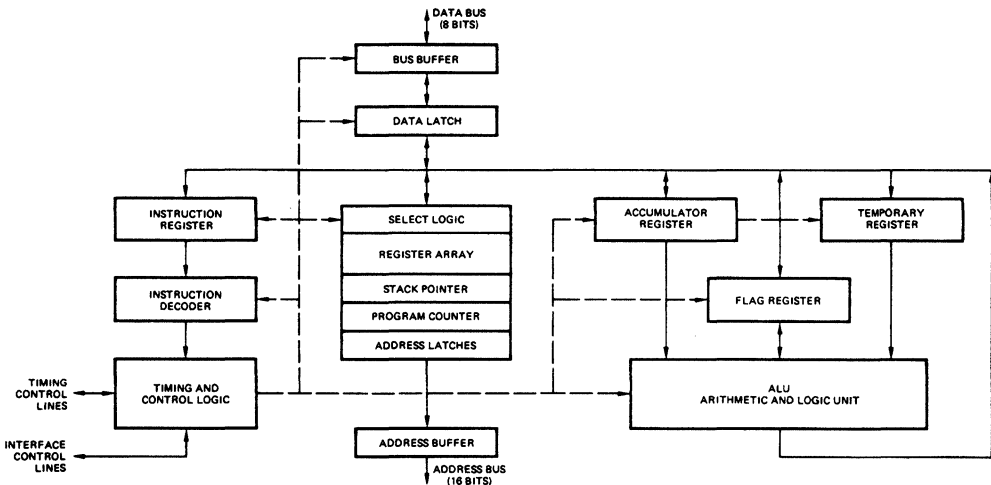 DATA BUS
(8 BITS)
BUS BUFFER
DATA LATCH
INSTRUCTION
REGISTER
SELECT LOGIC
REGISTER ARRAY
STACK POINTER
PROGRAM COUNTER
ADDRESS LATCHES
ACCUMULATOR
REGISTER
TEMPORARY
REGISTER
INSTRUCTION
DECODER
FLAG REGISTER
TIMING
CONTROL
LINES
TIMING AND
CONTROL LOGIC
ALU
ARITHMETIC AND LOGIC UNIT
INTERFACE
CONTROL
LINES
ADDRESS BUFFER
ADDRESS BUS
(16 BITS)